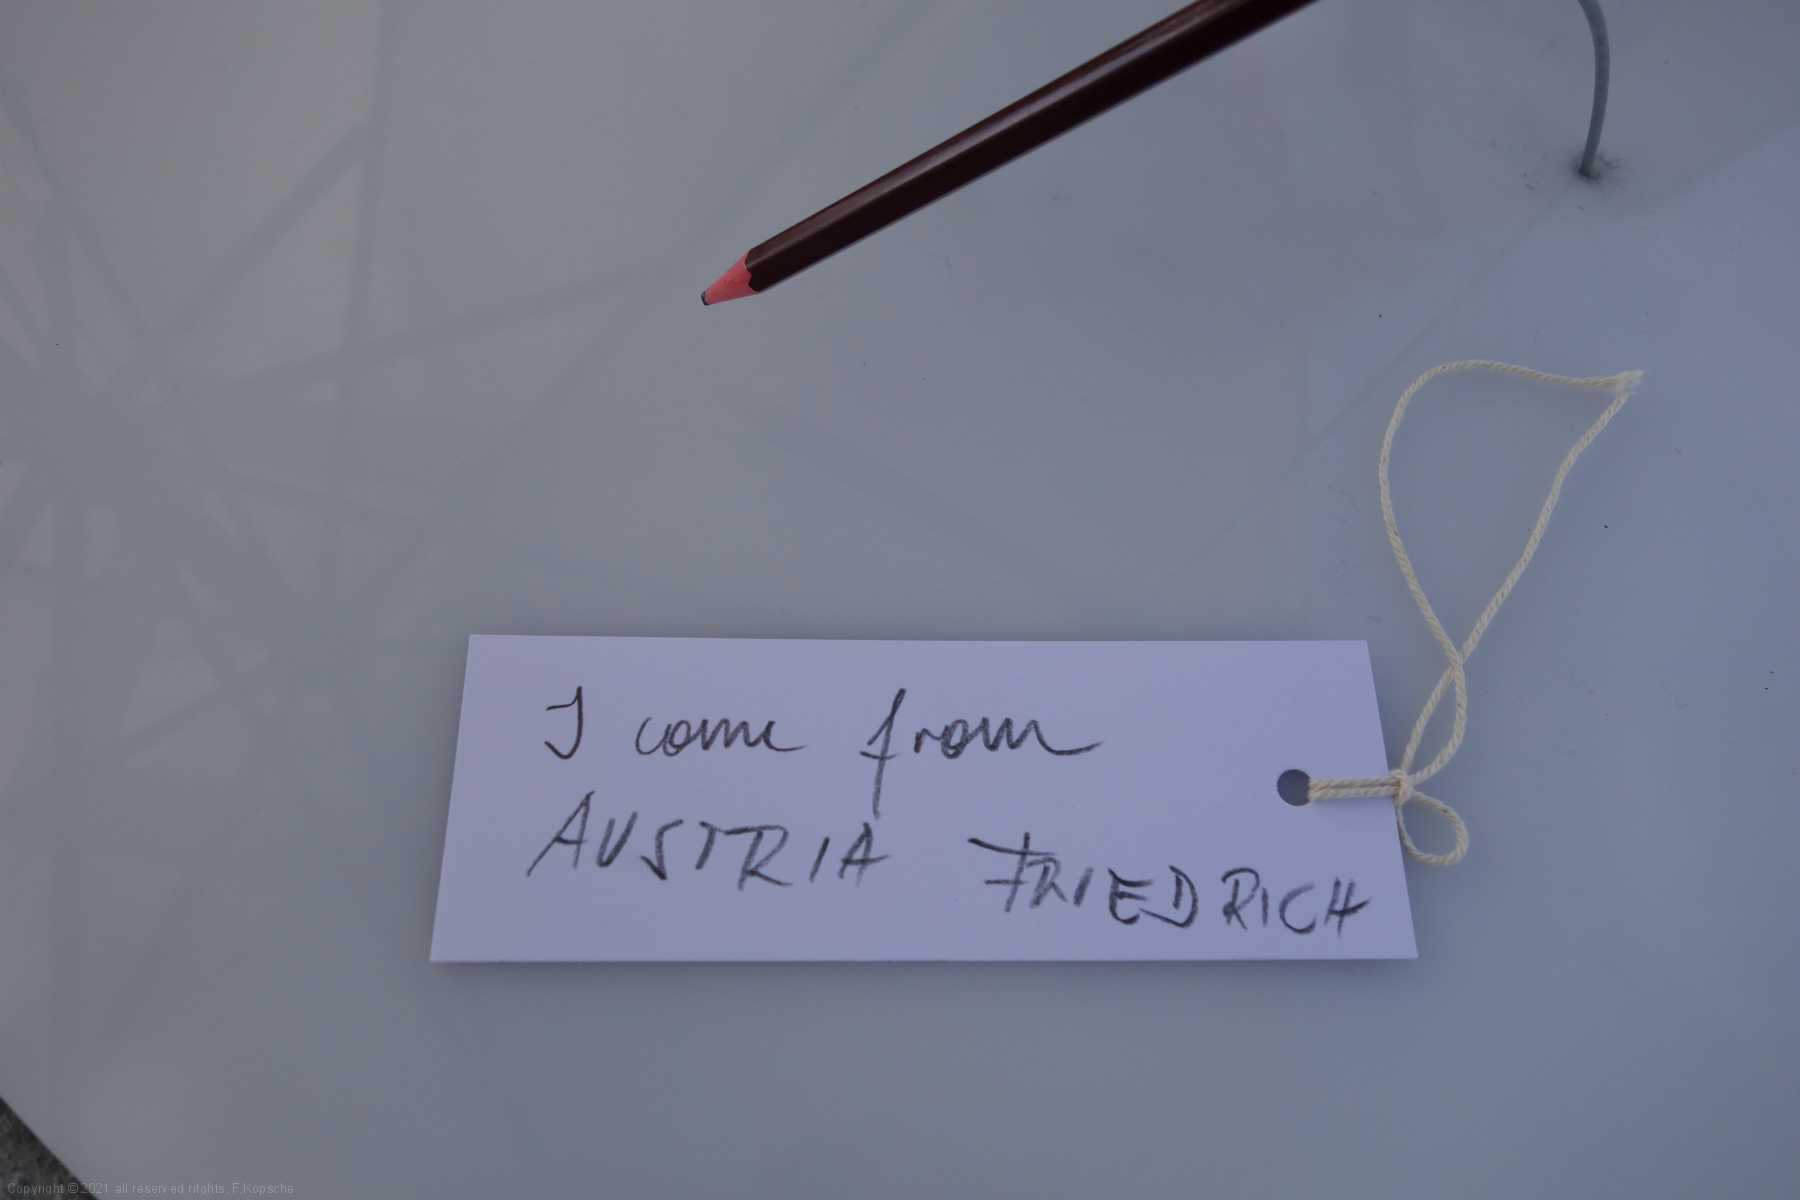 I come from
AUSTRIA FRIEDRICH
Copyright © 2021 all reserved ritghts, F.Kopsche